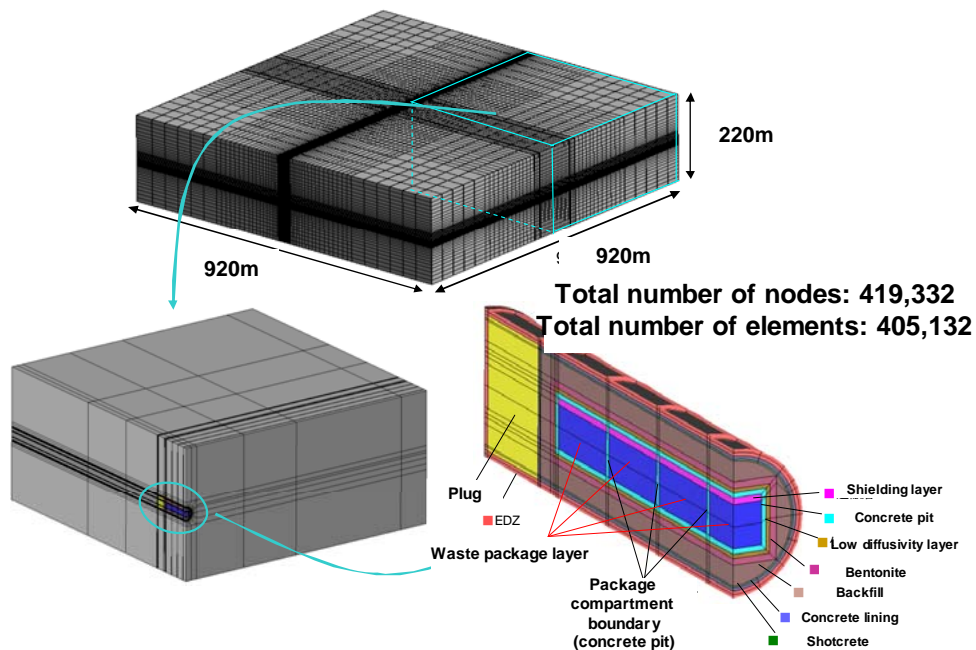 220m
920m
920m
Total number of nodes: 419,332
Total number of elements: 405,132
Plug
EDZ
Waste package layer
Package
compartment
boundary
(concrete pit)
Shielding layer
Concrete pit
Low diffusivity layer
Bentonite
Backfill
Concrete lining
Shotcrete